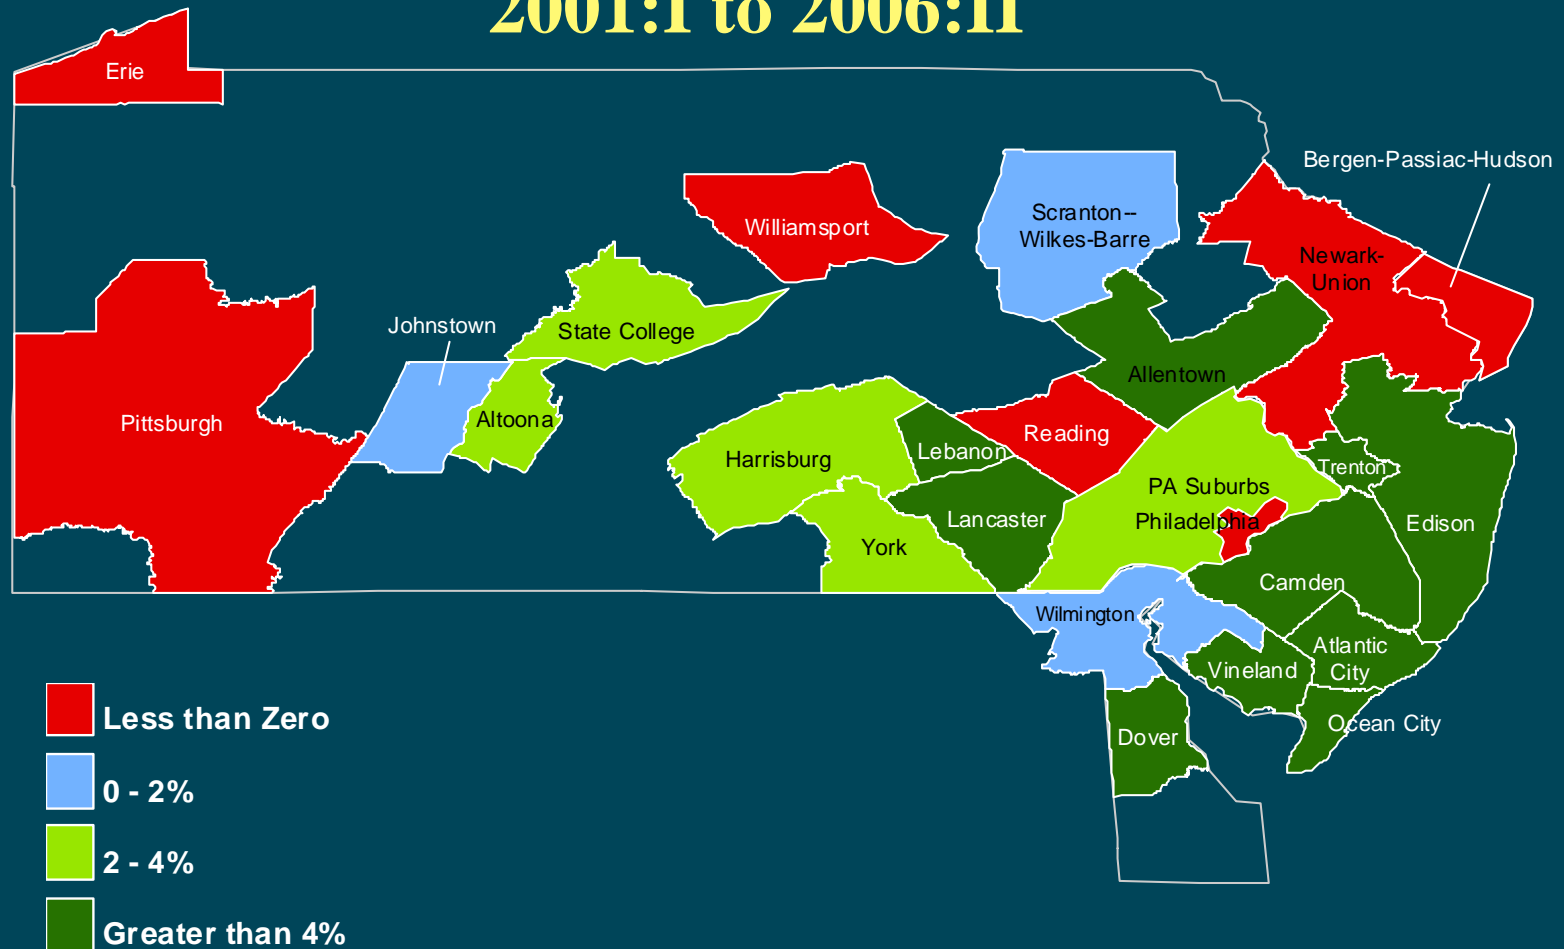 2001:I to 2006:II
Erie
Bergen-Passiac-Hudson
Scranton--
Wilkes-Barre
Williamsport
Newark-
Union
Johnstown
State College
Allentown
Pittsburgh
Altoona
Reading
Lebanon
Harrisburg
Trenton
PA Suburbs
Philadelphia
Lancaster
Edison
York
Camden
Wilmington
Atlantic
City
Vineland
Ocean City
Dover
Less than Zero
0 - 2%
2 - 4%
Greater than 4%